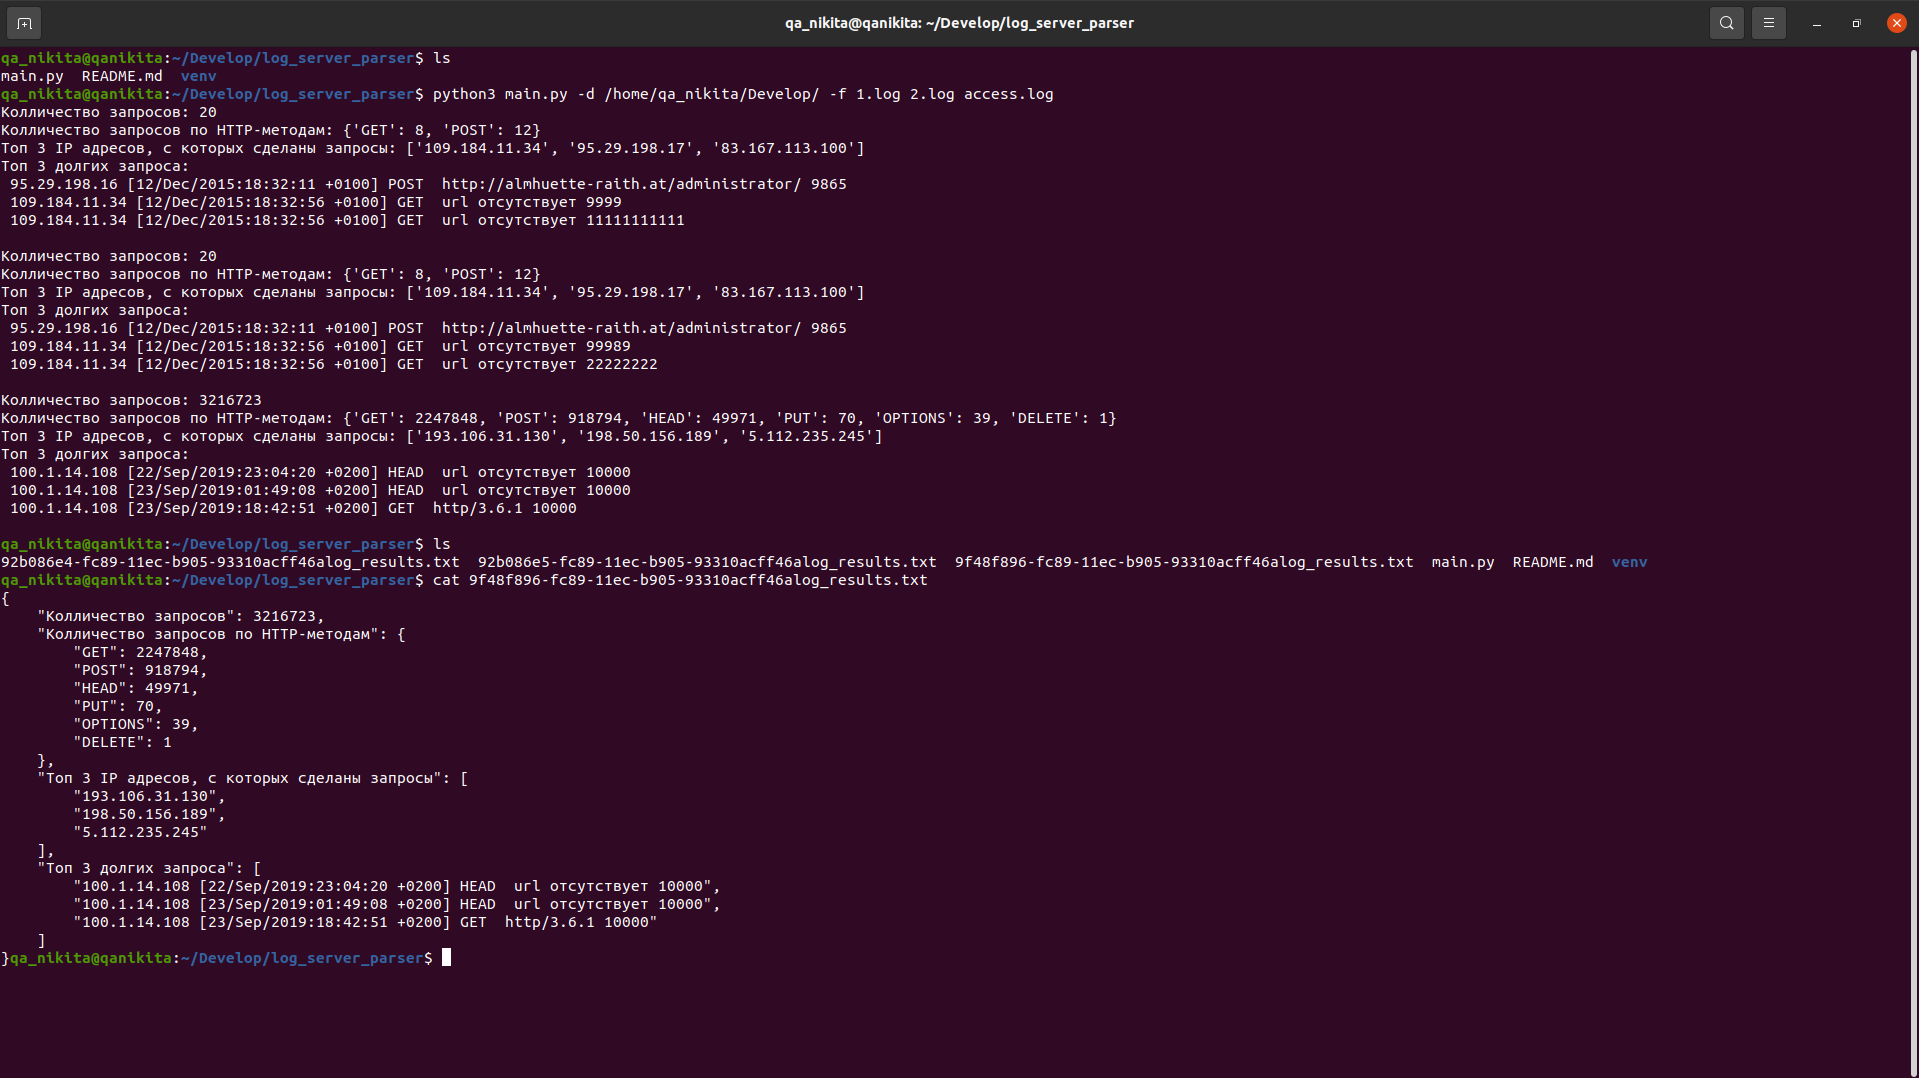 qa_nikita@qanikita: ~/Develop/log_server_parser
qa_nikita@qanikita:~/Develop/log_server_parser$ ls
main.py  README.md  venv
qa_nikita@qanikita:~/Develop/log_server_parser$ python3 main.py -d /home/qa_nikita/Develop/ -f 1.log 2.log access.log
Колличество запросов: 20
Колличество запросов по HTTP-методам: {'GET': 8, 'POST': 12}
Топ 3 IP адресов, с которых сделаны запросы: ['109.184.11.34', '95.29.198.17', '83.167.113.100']
Топ 3 долгих запроса:
 95.29.198.16 [12/Dec/2015:18:32:11 +0100] POST  http://almhuette-raith.at/administrator/ 9865
 109.184.11.34 [12/Dec/2015:18:32:56 +0100] GET  url отсутствует 9999
 109.184.11.34 [12/Dec/2015:18:32:56 +0100] GET  url отсутствует 11111111111

Колличество запросов: 20
Колличество запросов по HTTP-методам: {'GET': 8, 'POST': 12}
Топ 3 IP адресов, с которых сделаны запросы: ['109.184.11.34', '95.29.198.17', '83.167.113.100']
Топ 3 долгих запроса:
 95.29.198.16 [12/Dec/2015:18:32:11 +0100] POST  http://almhuette-raith.at/administrator/ 9865
 109.184.11.34 [12/Dec/2015:18:32:56 +0100] GET  url отсутствует 99989
 109.184.11.34 [12/Dec/2015:18:32:56 +0100] GET  url отсутствует 22222222

Колличество запросов: 3216723
Колличество запросов по HTTP-методам: {'GET': 2247848, 'POST': 918794, 'HEAD': 49971, 'PUT': 70, 'OPTIONS': 39, 'DELETE': 1}
Топ 3 IP адресов, с которых сделаны запросы: ['193.106.31.130', '198.50.156.189', '5.112.235.245']
Топ 3 долгих запроса:
 100.1.14.108 [22/Sep/2019:23:04:20 +0200] HEAD  url отсутствует 10000
 100.1.14.108 [23/Sep/2019:01:49:08 +0200] HEAD  url отсутствует 10000
 100.1.14.108 [23/Sep/2019:18:42:51 +0200] GET  http/3.6.1 10000

qa_nikita@qanikita:~/Develop/log_server_parser$ ls
92b086e4-fc89-11ec-b905-93310acff46alog_results.txt  92b086e5-fc89-11ec-b905-93310acff46alog_results.txt  9f48f896-fc89-11ec-b905-93310acff46alog_results.txt  main.py  README.md  venv
qa_nikita@qanikita:~/Develop/log_server_parser$ cat 9f48f896-fc89-11ec-b905-93310acff46alog_results.txt
{
    "Колличество запросов": 3216723,
    "Колличество запросов по HTTP-методам": {
        "GET": 2247848,
        "POST": 918794,
        "HEAD": 49971,
        "PUT": 70,
        "OPTIONS": 39,
        "DELETE": 1
    },
    "Топ 3 IP адресов, с которых сделаны запросы": [
        "193.106.31.130",
        "198.50.156.189",
        "5.112.235.245"
    ],
    "Топ 3 долгих запроса": [
        "100.1.14.108 [22/Sep/2019:23:04:20 +0200] HEAD  url отсутствует 10000",
        "100.1.14.108 [23/Sep/2019:01:49:08 +0200] HEAD  url отсутствует 10000",
        "100.1.14.108 [23/Sep/2019:18:42:51 +0200] GET  http/3.6.1 10000"
    ]
}qa_nikita@qanikita:~/Develop/log_server_parser$